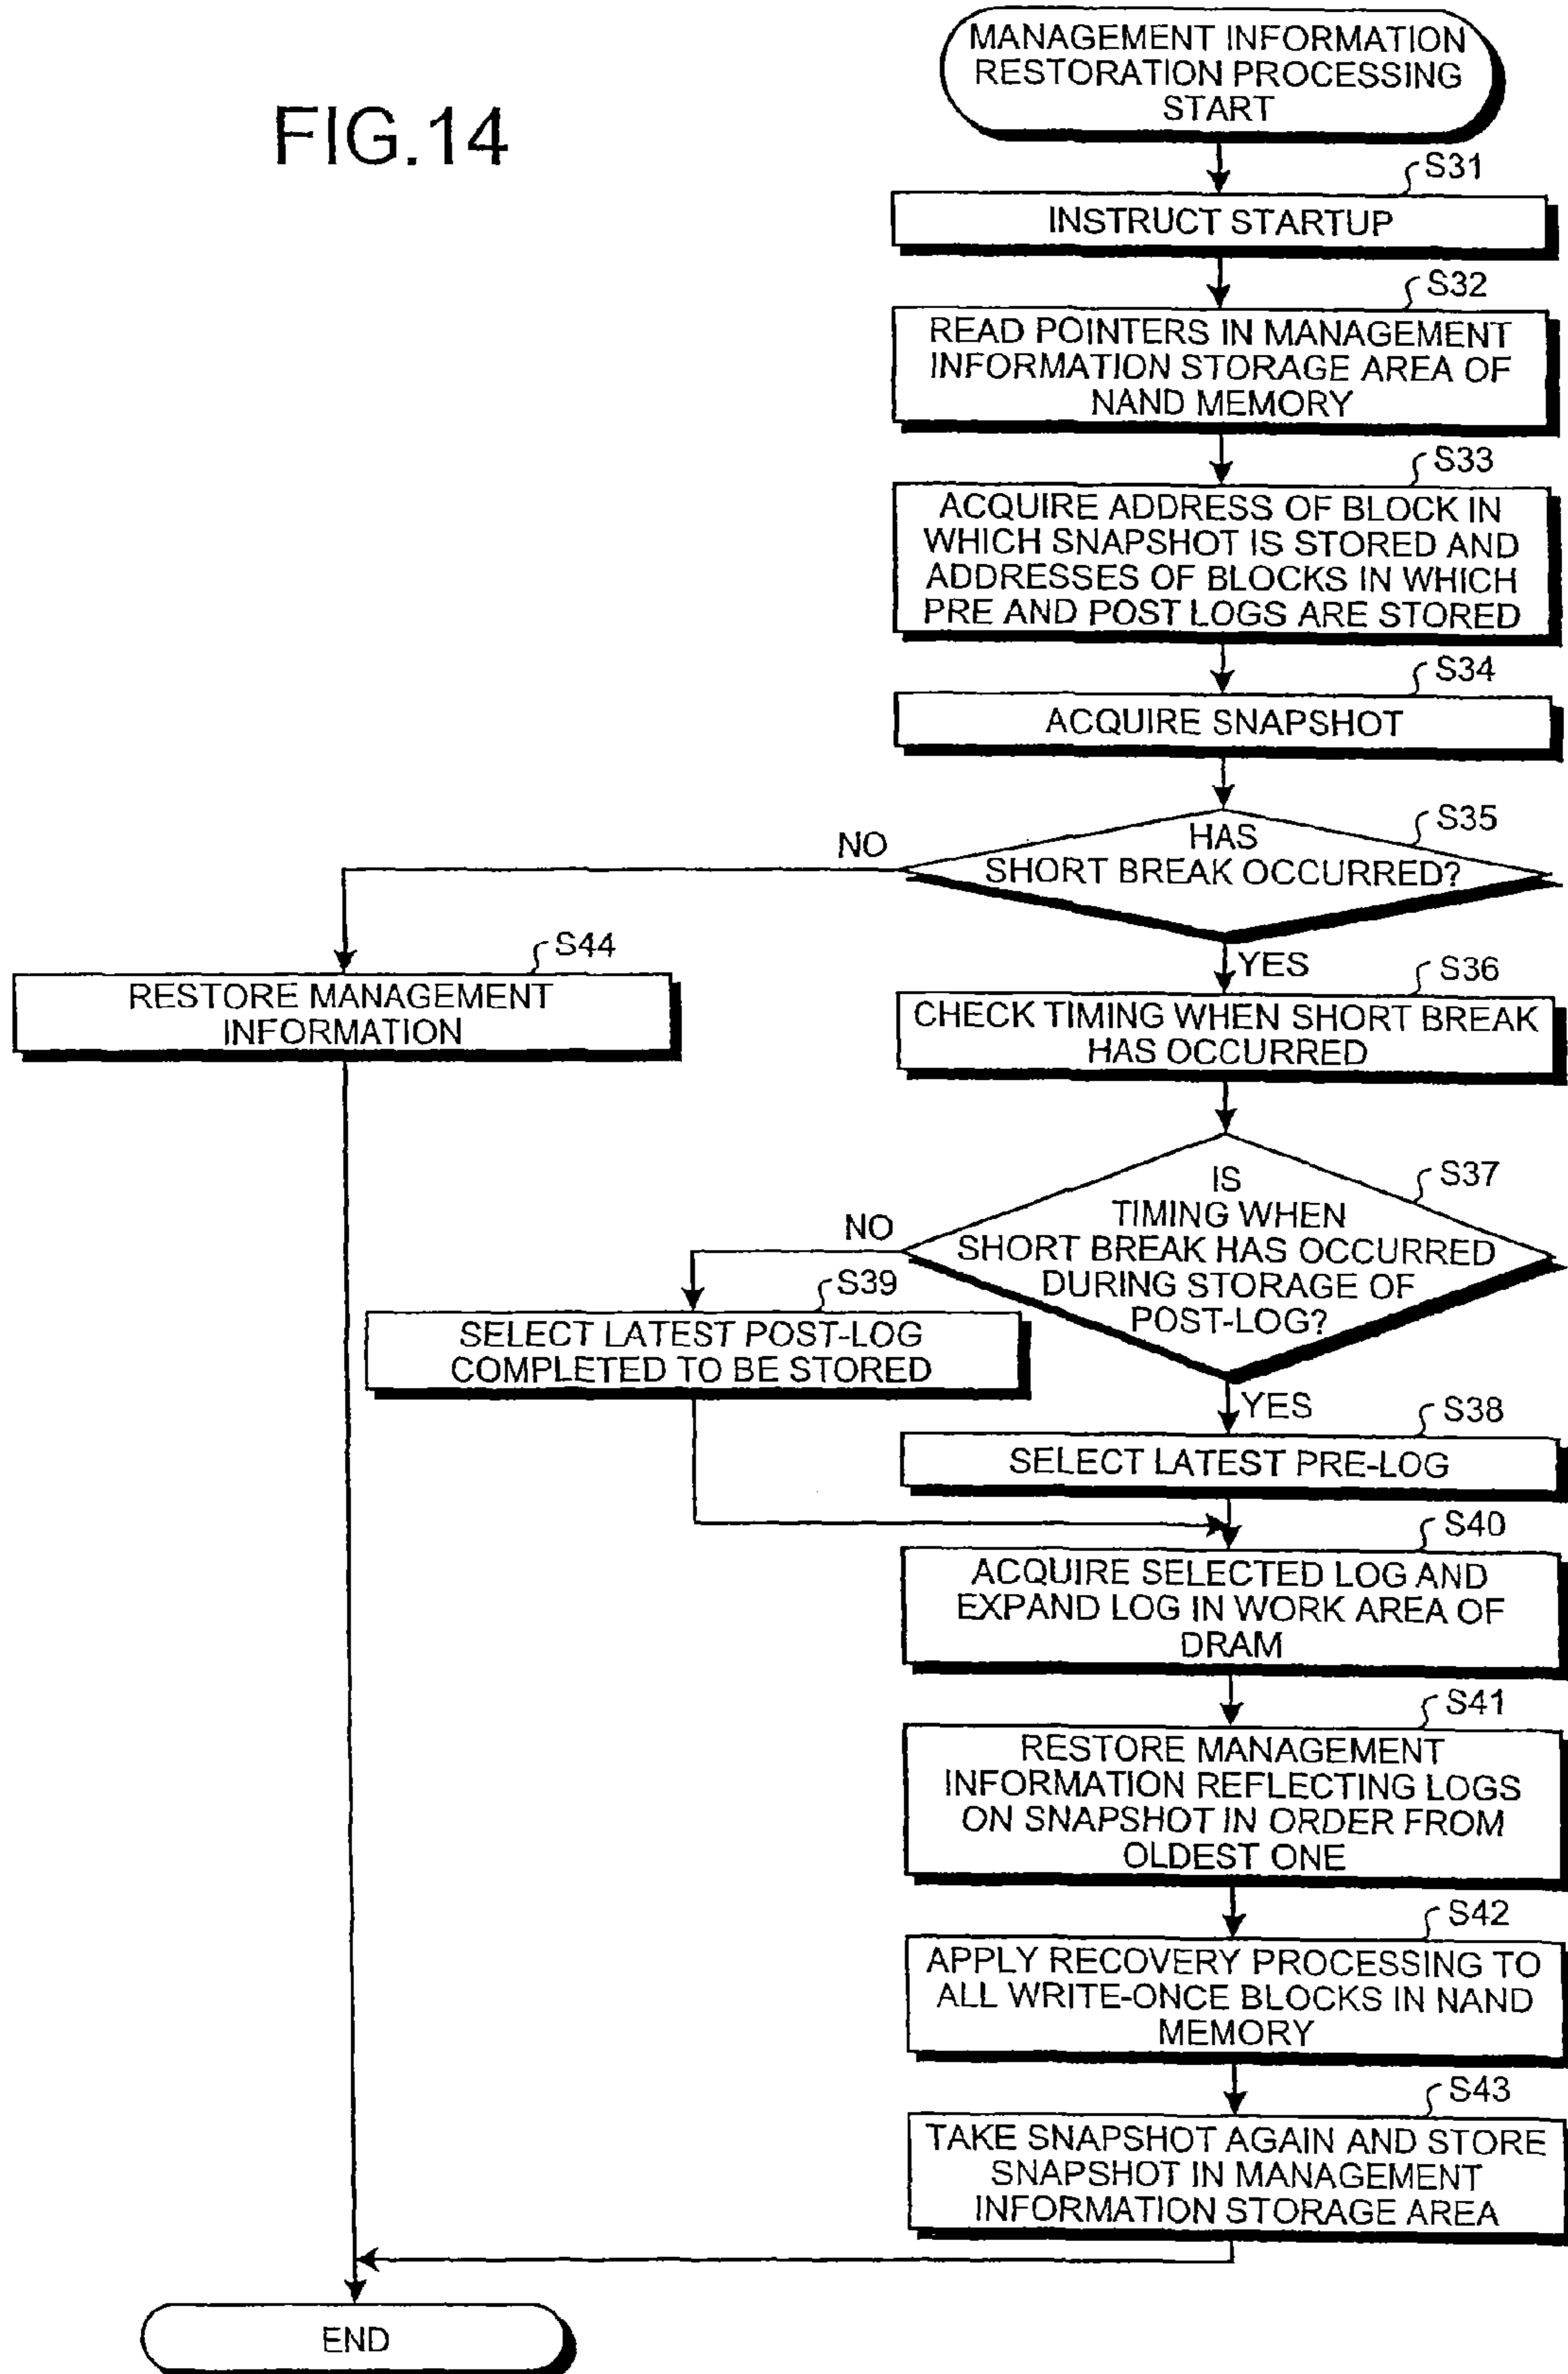 FIG.14
MANAGEMENT INFORMATION
RESTORATION PROCESSING
START
S31
INSTRUCT STARTUP
S32
READ POINTERS IN MANAGEMENT
INFORMATION STORAGE AREA OF
NAND MEMORY
S33
ACQUIRE ADDRESS OF BLOCK IN
WHICH SNAPSHOT IS STORED AND
ADDRESSES OF BLOCKS IN WHICH
PRE AND POST LOGS ARE STORED
S34
ACQUIRE SNAPSHOT
S35
HAS
SHORT BREAK OCCURRED?
NO
YES
S44
RESTORE MANAGEMENT
INFORMATION
S36
CHECK TIMING WHEN SHORT BREAK
HAS OCCURRED
S37
IS
TIMING WHEN
SHORT BREAK HAS OCCURRED
DURING STORAGE OF
POST-LOG?
NO
YES
S39
SELECT LATEST POST-LOG
COMPLETED TO BE STORED
S38
SELECT LATEST PRE-LOG
S40
ACQUIRE SELECTED LOG AND
EXPAND LOG IN WORK AREA OF
DRAM
S41
RESTORE MANAGEMENT
INFORMATION REFLECTING LOGS
ON SNAPSHOT IN ORDER FROM
OLDEST ONE
S42
APPLY RECOVERY PROCESSING TO
ALL WRITE-ONCE BLOCKS IN NAND
MEMORY
S43
TAKE SNAPSHOT AGAIN AND STORE
SNAPSHOT IN MANAGEMENT
INFORMATION STORAGE AREA
END